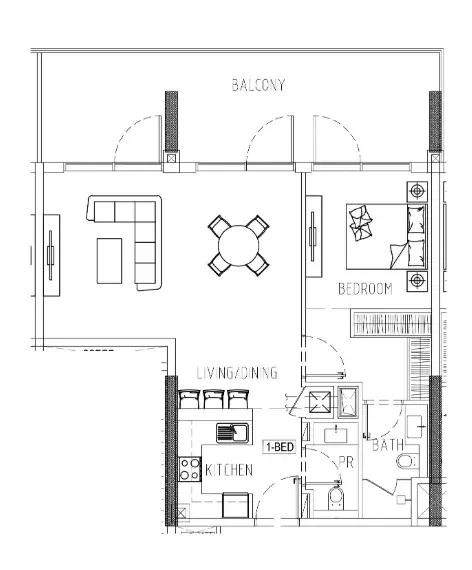 BALCONY
BEDROOM
LIVING/DINING
1-BED
BATH
KITCHEN
PR